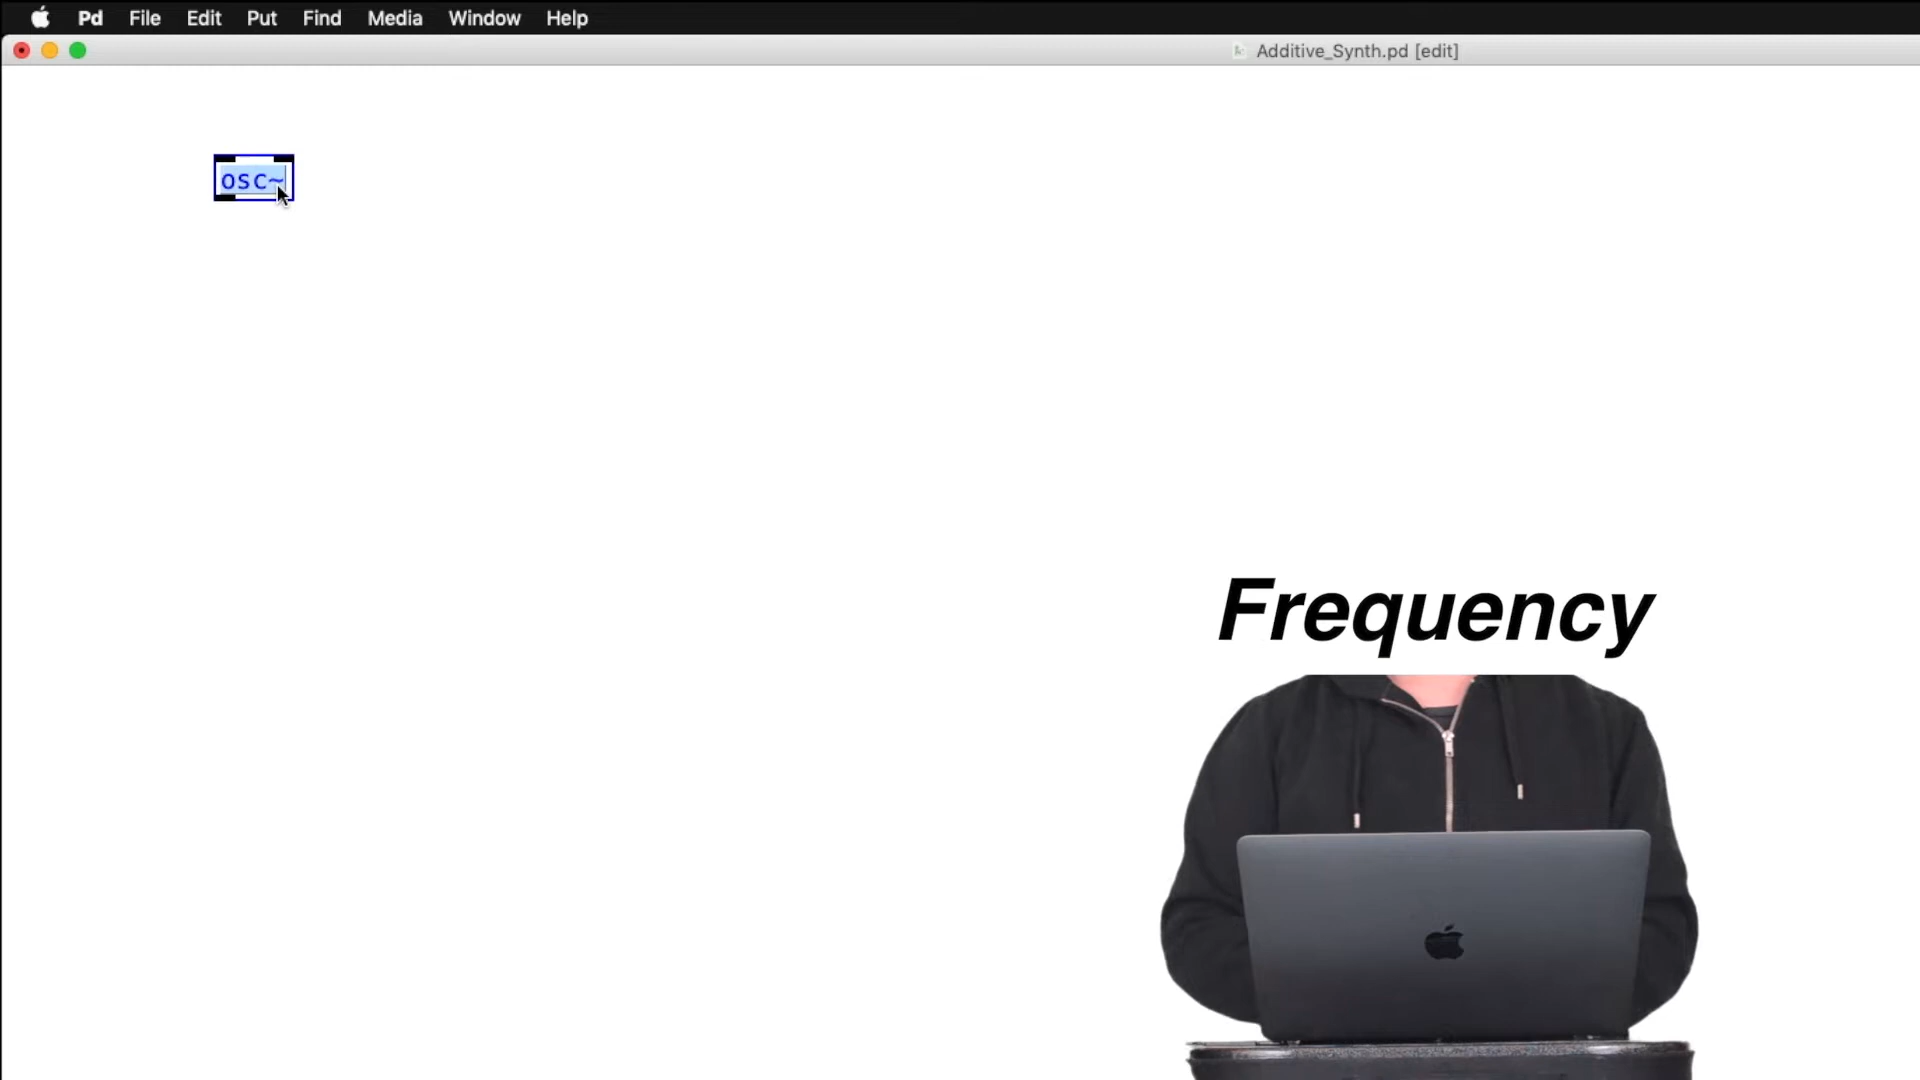 Pd File Edit Put Find Media Window Help
Additive_Synth.pd [edit]
osc~
Frequency